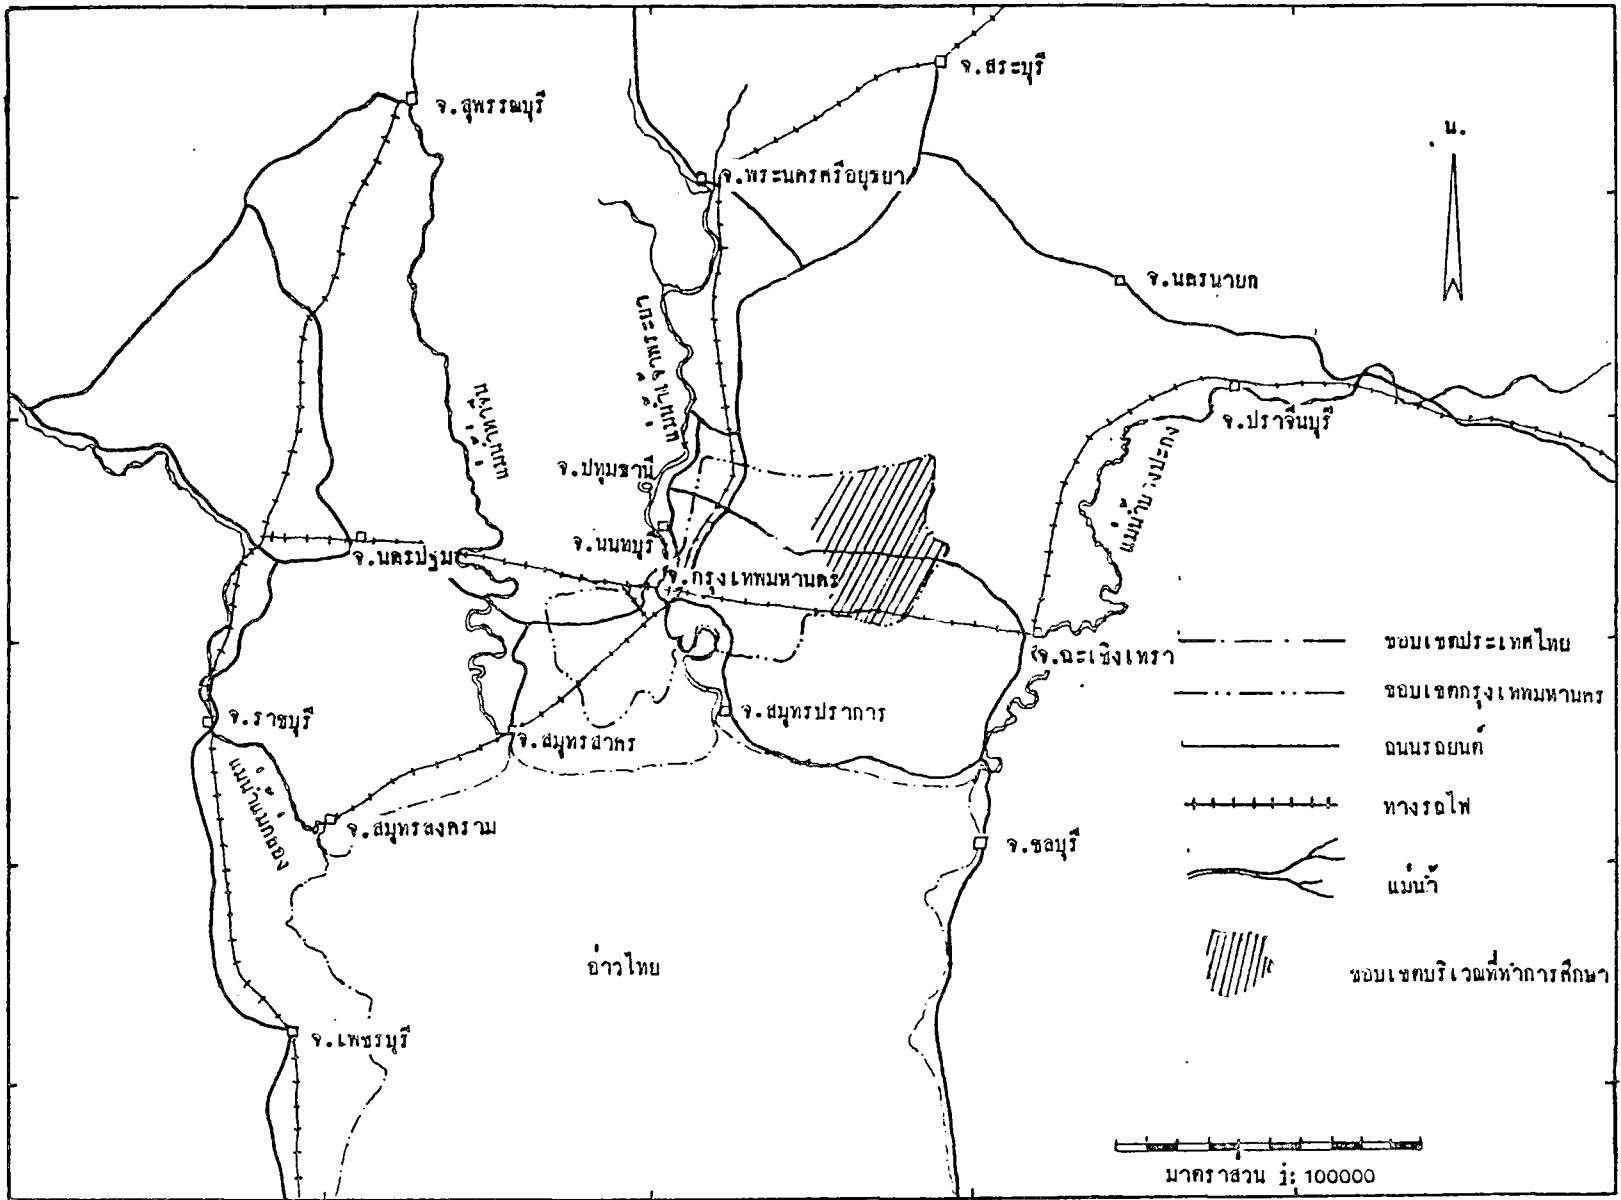 จ.สระบุรี
จ.สุพรรณบุรี
น.
จ.พระนครศรีอยุธยา
จ.นครนายก
แม่น้ำเจ้าพระยา
แม่น้ำท่าจีน
จ.ปราจีนบุรี
แม่น้ำบางปะกง
จ.ปทุมธานี
จ.นนทบุรี
จ.นครปฐม
จ.กรุงเทพมหานคร
ขอบเขตประเทศไทย
จ.ฉะเชิงเทรา
ขอบเขตกรุงเทพมหานคร
จ.ราชบุรี
จ.สมุทรปราการ
จ.สมุทรสาคร
ถนนรถยนต์
แม่น้ำแม่กลอง
ทางรถไฟ
จ.สมุทรสงคราม
จ.ชลบุรี
แม่น้ำ
อ่าวไทย
ขอบเขตบริเวณที่ทำการศึกษา
จ.เพชรบุรี
มาตราส่วน 1: 100000